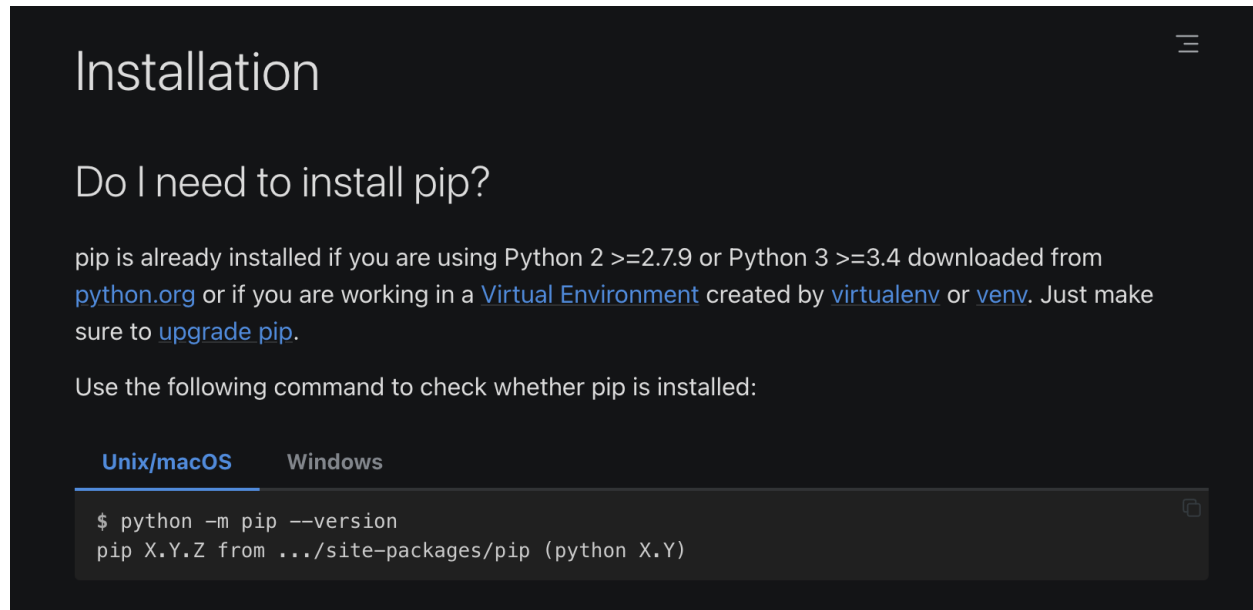 Installation
Do I need to install pip?
pip is already installed if you are using Python 2 >=2.7.9 or Python 3 >=3.4 downloaded from
python.org or if you are working in a Virtual Environment created by virtualenv or venv. Just make
sure to upgrade pip.
Use the following command to check whether pip is installed:
Unix/macOS Windows
$ python -m pip --version
pip X.Y.Z from .../site-packages/pip (python X.Y)